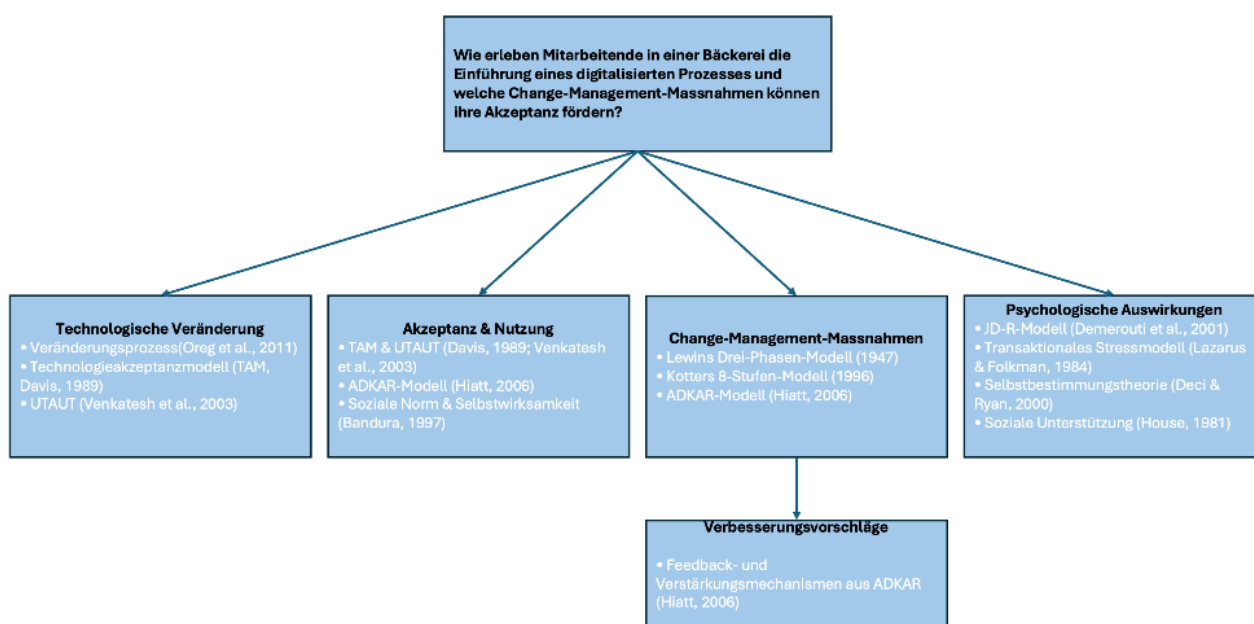 Wie erleben Mitarbeitende in einer Bäckerei die
Einführung eines digitalisierten Prozesses und
welche Change-Management-Massnahmen können
ihre Akzeptanz fördern?
Technologische Veränderung
• Veränderungsprozess(Oreg et al., 2011)
• Technologieakzeptanzmodell (TAM,
Davis, 1989)
• UTAUT (Venkatesh et al., 2003)
Akzeptanz & Nutzung
• TAM & UTAUT (Davis, 1989; Venkatesh
et al., 2003)
• ADKAR-Modell (Hiatt, 2006)
• Soziale Norm & Selbstwirksamkeit
(Bandura, 1997)
Change-Management-Massnahmen
• Lewins Drei-Phasen-Modell (1947)
• Kotters 8-Stufen-Modell (1996)
• ADKAR-Modell (Hiatt, 2006)
Psychologische Auswirkungen
• JD-R-Modell (Demerouti et al., 2001)
• Transaktionales Stressmodell (Lazarus
& Folkman, 1984)
• Selbstbestimmungstheorie (Deci &
Ryan, 2000)
• Soziale Unterstützung (House, 1981)
Verbesserungsvorschläge
• Feedback- und
Verstärkungsmechanismen aus ADKAR
(Hiatt, 2006)